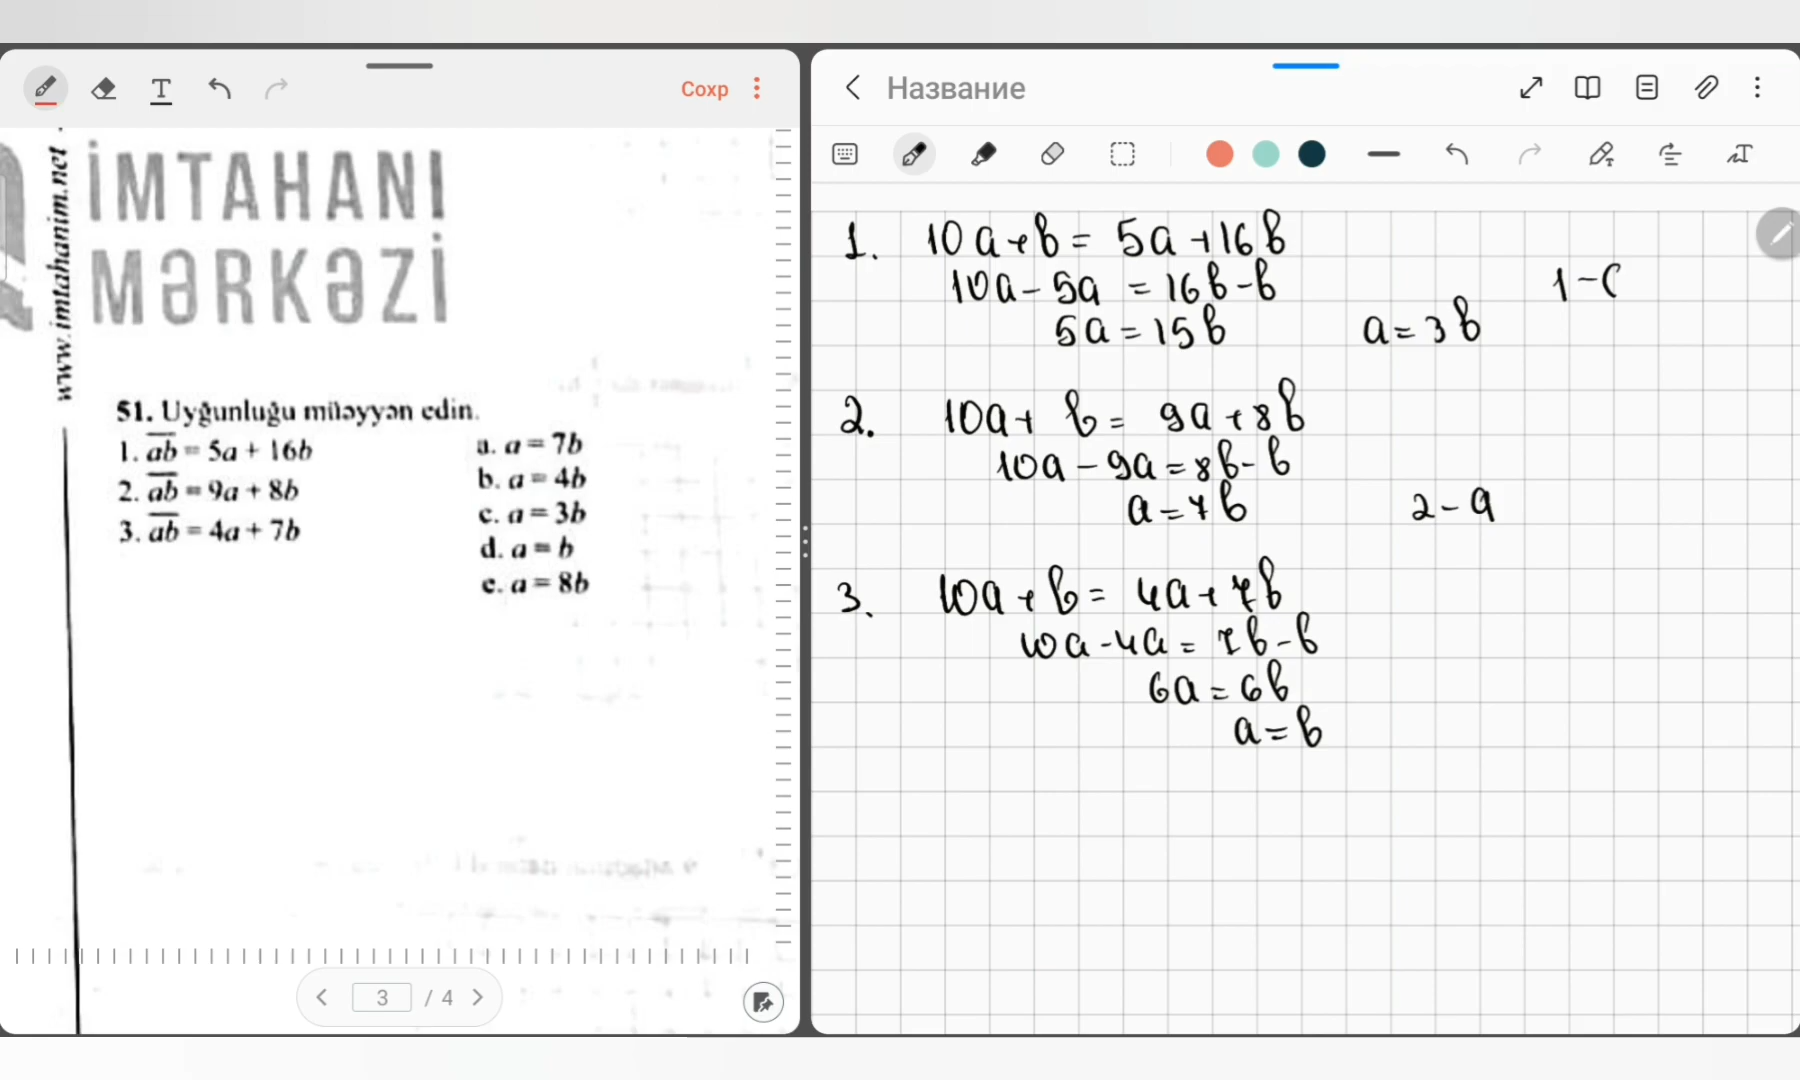 Сохр
www.imtahanim.net
İMTAHANI
MƏRKƏZİ
51. Uyğunluğu müəyyən edin.
1. ab = 5a + 16b
2. ab = 9a + 8b
3. ab = 4a + 7b
a. a = 7b
b. a = 4b
c. a = 3b
d. a = b
e. a = 8b
3 / 4
Название
1. 10a+b = 5a+16b
10a-5a = 16b-b
1-c
5a = 15b a=3b
2. 10a+ b = 9a+8b
10a-9a=8b-b
a=7b 2-a
3. 10a+b= 4a+7b
10a-4a= 7b-b
6a=6b
a=b